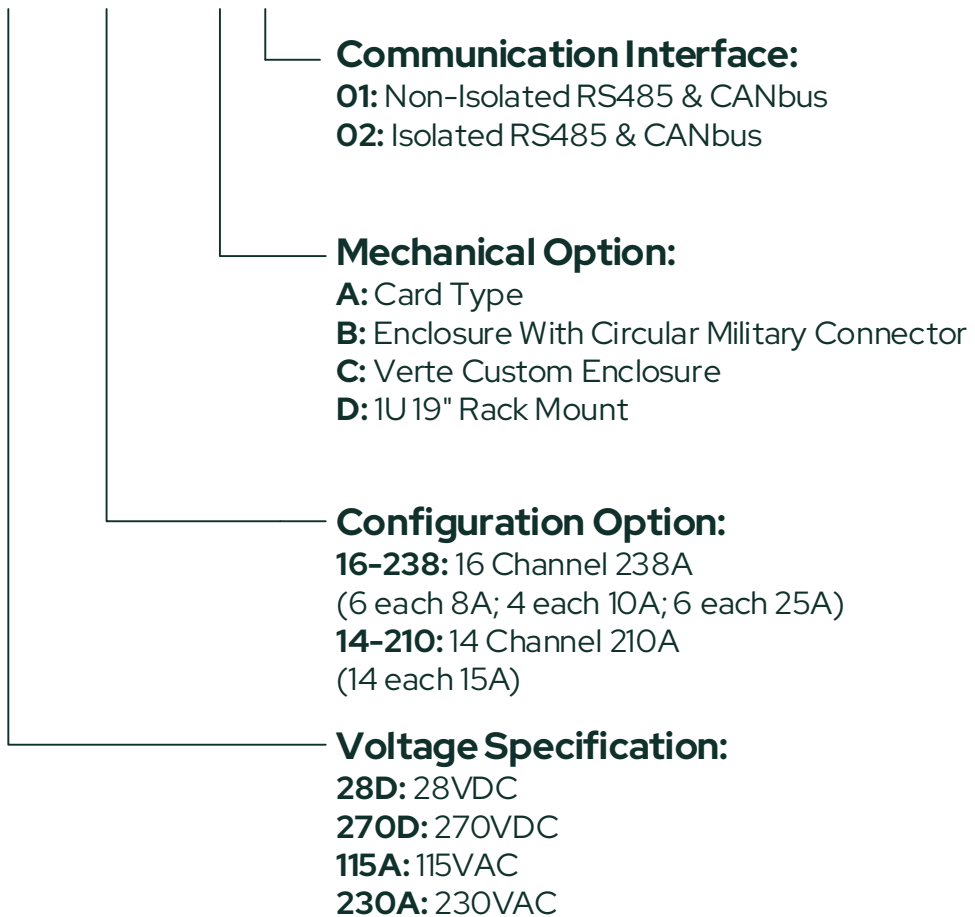 Communication Interface:
01: Non-Isolated RS485 & CANbus
02: Isolated RS485 & CANbus
Mechanical Option:
A: Card Type
B: Enclosure With Circular Military Connector
C: Verte Custom Enclosure
D: 1U 19" Rack Mount
Configuration Option:
16-238: 16 Channel 238A
(6 each 8A; 4 each 10A; 6 each 25A)
14-210: 14 Channel 210A
(14 each 15A)
Voltage Specification:
28D: 28VDC
270D: 270VDC
115A: 115VAC
230A: 230VAC